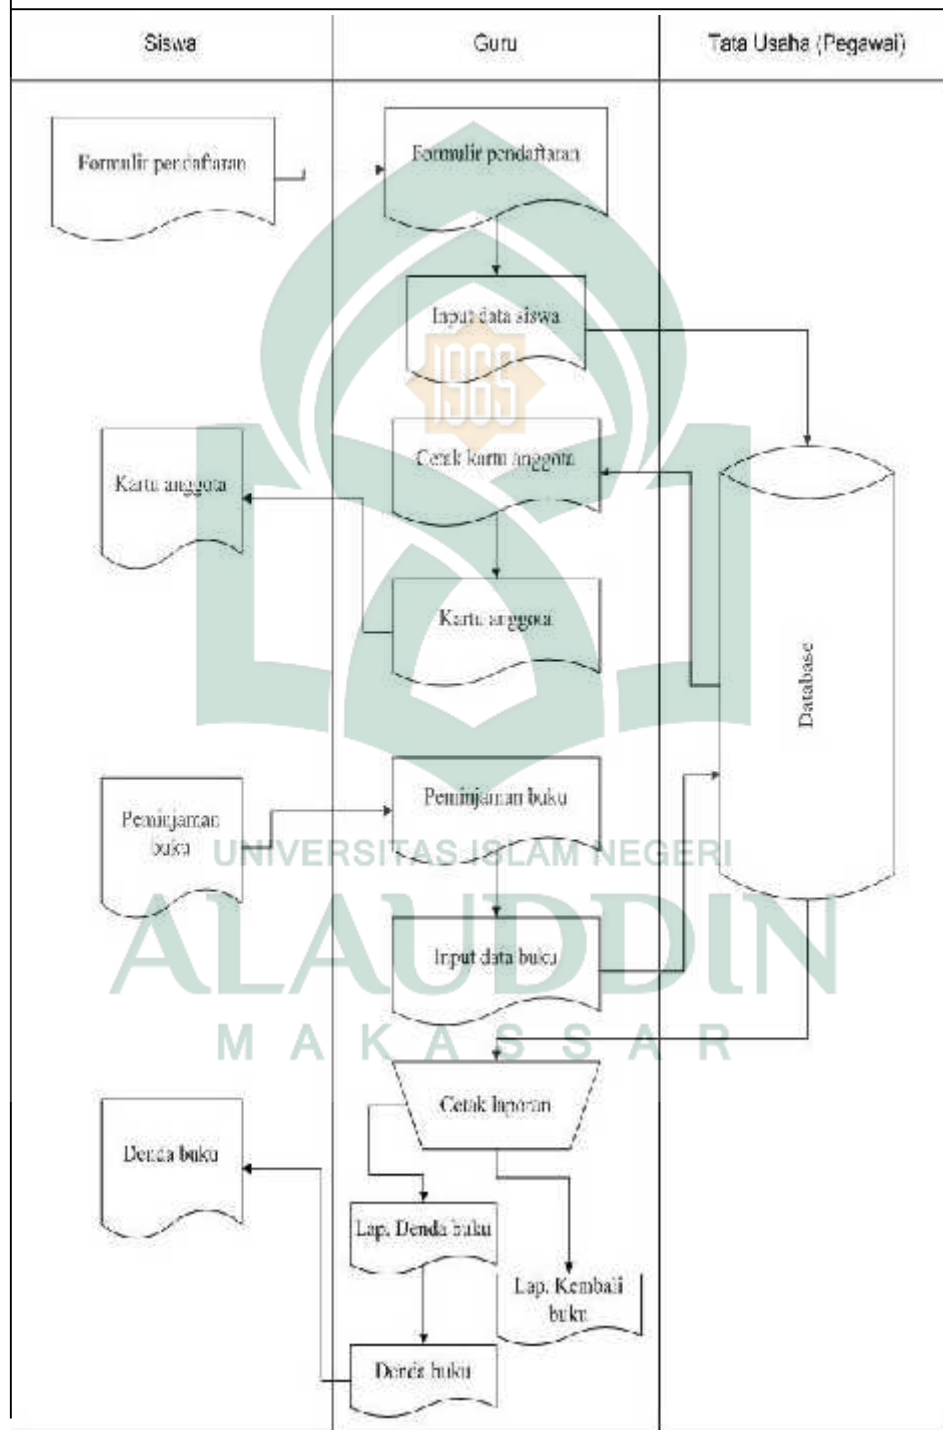 Siswa
Guru
Tata Usaha (Pegawai)
Formulir pendaftaran
Formulir pendaftaran
Input data siswa
1965
Cetak kartu anggota
Kartu anggota
Kartu anggota
Database
Peminjaman buku
Peminjaman
buku
UNIVERSITAS ISLAM NEGERI
ALAUDDIN
MAKASSAR
Input data buku
Cetak laporan
Denda buku
Lap. Denda buku
Lap. Kembali
buku
Denda buku